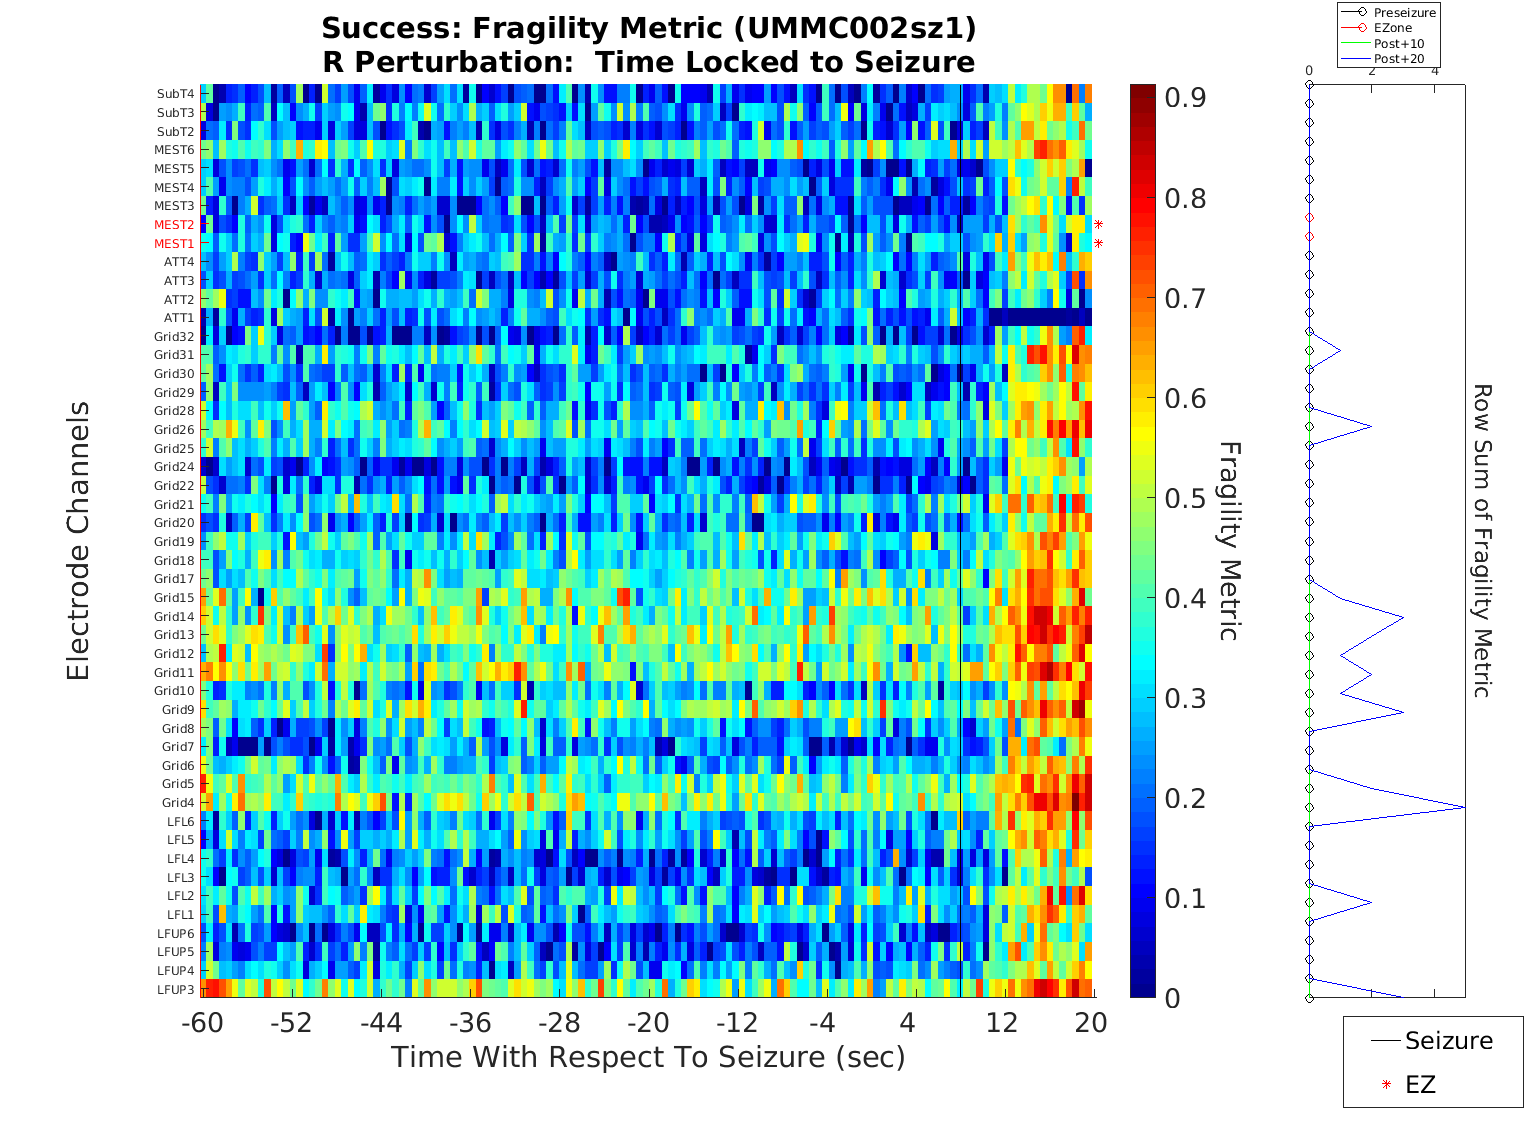 Success: Fragility Metric (UMMC002sz1)
R Perturbation:  Time Locked to Seizure
Electrode Channels
SubT4
SubT3
SubT2
MEST6
MEST5
MEST4
MEST3
MEST2
MEST1
ATT4
ATT3
ATT2
ATT1
Grid32
Grid31
Grid30
Grid29
Grid28
Grid26
Grid25
Grid24
Grid22
Grid21
Grid20
Grid19
Grid18
Grid17
Grid15
Grid14
Grid13
Grid12
Grid11
Grid10
Grid9
Grid8
Grid7
Grid6
Grid5
Grid4
LFL6
LFL5
LFL4
LFL3
LFL2
LFL1
LFUP6
LFUP5
LFUP4
LFUP3
-60 -52 -44 -36 -28 -20 -12 -4 4 12 20
Time With Respect To Seizure (sec)
0.9
0.8
0.7
0.6
0.5
0.4
0.3
0.2
0.1
0
Fragility Metric
Preseizure
EZone
Post+10
Post+20
0 2 4
Row Sum of Fragility Metric
Seizure
EZ